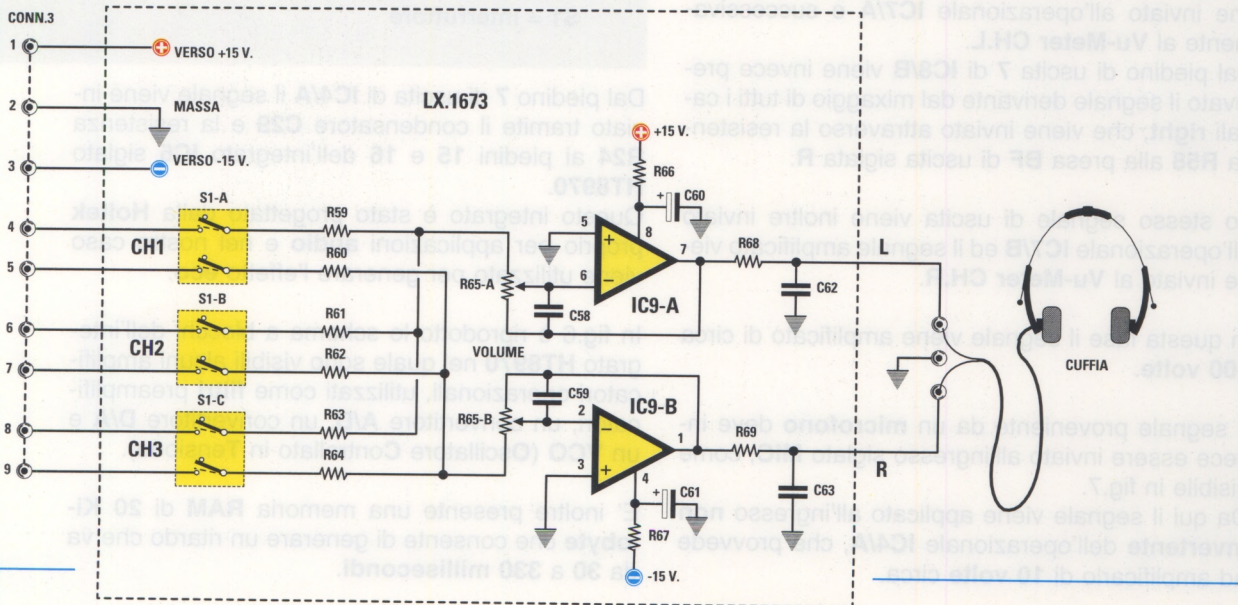 CONN.3
1
VERSO +15 V.
2
MASSA
LX.1673
3
VERSO -15 V.
+15 V.
R66
C60
S1-A
4
CH1
5
R59
R60
5
8
6
7
IC9-A
R68
C62
R65-A
C58
S1-B
6
CH2
7
R61
R62
VOLUME
S1-C
8
CH3
9
R63
R64
C59
R65-B
2
IC9-B
1
3
4
R69
C61
C63
R67
-15 V.
R
CUFFIA
ne inviato all'operazionale IC7/A e successiva-
mente al Vu-Meter CH.L.
al piedino di uscita 7 di IC8/B viene invece pre-
levato il segnale derivante dal mixaggio di tutti i ca-
nali right, che viene inviato attraverso la resisten-
za R58 alla presa BF di uscita siglata R.
lo stesso segnale di uscita viene inoltre inviato
all'operazionale IC7/B ed il segnale amplificato vie-
ne inviato al Vu-Meter CH.R.
In questa fase il segnale viene amplificato di circa
100 volte.
segnale proveniente da un microfono deve in-
vece essere inviato all'ingresso siglato MIC, come
visibile in fig.7.
Da qui il segnale viene applicato all'ingresso non
invertente dell'operazionale IC4/A, che provvede
ad amplificarlo di 10 volte circa.
S1 = interruttore
Dal piedino 7 di uscita di IC4/A il segnale viene in-
viato tramite il condensatore C29 e la resistenza
R24 ai piedini 15 e 16 dell'integrato IC5 siglato
HT8970.
Questo integrato è stato progettato dalla Holtek
proprio per applicazioni audio e nel nostro caso
viene utilizzato per generare l'effetto eco.
In fig.6 è riprodotto lo schema a blocchi dell'inte-
grato HT8970 nel quale sono visibili alcuni amplifi-
catori operazionali, utilizzati come filtri preamplifi-
catori, un convertitore A/D, un convertitore D/A e
un VCO (Oscillatore Controllato in Tensione).
E' inoltre presente una memoria RAM di 20 Ki-
lobyte che consente di generare un ritardo che va
da 30 a 330 millisecondi.